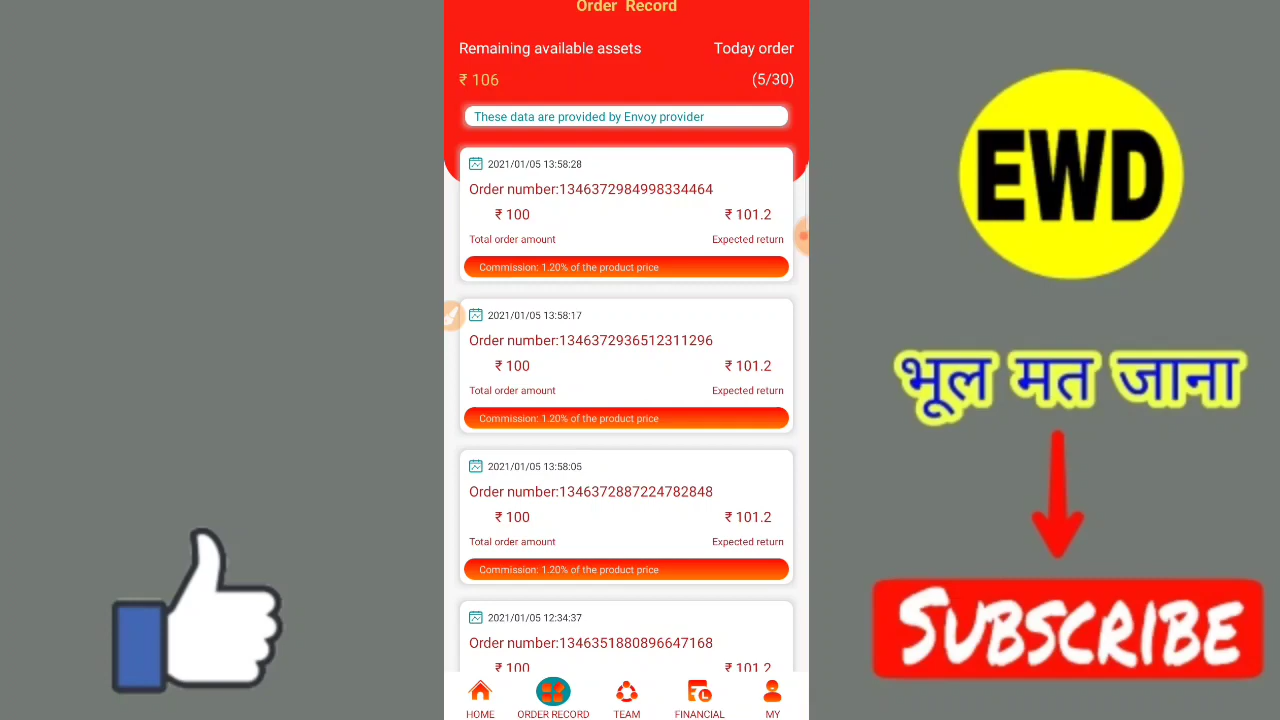 Order Record
Remaining available assets
Today order
₹ 106
(5/30)
These data are provided by Envoy provider
2021/01/05 13:58:28
Order number:1346372984998334464
₹ 100
₹ 101.2
Total order amount
Expected return
Commission: 1.20% of the product price
2021/01/05 13:58:17
Order number:1346372936512311296
₹ 100
₹ 101.2
Total order amount
Expected return
Commission: 1.20% of the product price
2021/01/05 13:58:05
Order number:1346372887224782848
₹ 100
₹ 101.2
Total order amount
Expected return
Commission: 1.20% of the product price
2021/01/05 12:34:37
Order number:1346351880896647168
₹ 100
₹ 101.2
HOME
ORDER RECORD
TEAM
FINANCIAL
MY
EWD
भूल मत जाना
SUBSCRIBE